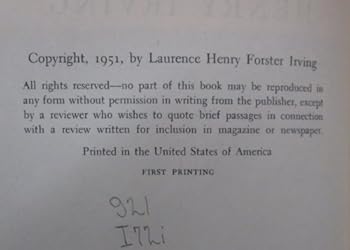 HENRY IRVING
Copyright, 1951, by Laurence Henry Forster Irving
All rights reserved—no part of this book may be reproduced in
any form without permission in writing from the publisher, except
by a reviewer who wishes to quote brief passages in connection
with a review written for inclusion in magazine or newspaper.
Printed in the United States of America
FIRST PRINTING
921
I72i